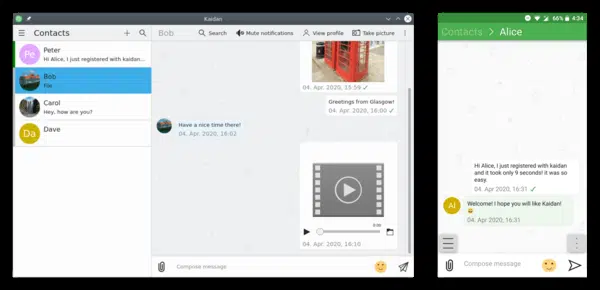 Kaidan
Contacts
Bob
Search
Mute notifications
View profile
Take picture
Pe
Peter
Hi Alice, I just registered with kaidan...
Bob
File
Carol
Hey, how are you?
Da
Dave
04. Apr. 2020, 15:59
Greetings from Glasgow!
04. Apr. 2020, 16:00
Have a nice time there!
04. Apr. 2020, 16:02
0:00
04. Apr. 2020, 16:10
Compose message
66% 4:34
Contacts > Alice
Hi Alice, I just registered with kaidan
and it took only 9 seconds! it was so
easy.
04. Apr 2020, 16:31
Al
Welcome! I hope you will like Kaidan!
04. Apr 2020, 16:31
Compose message